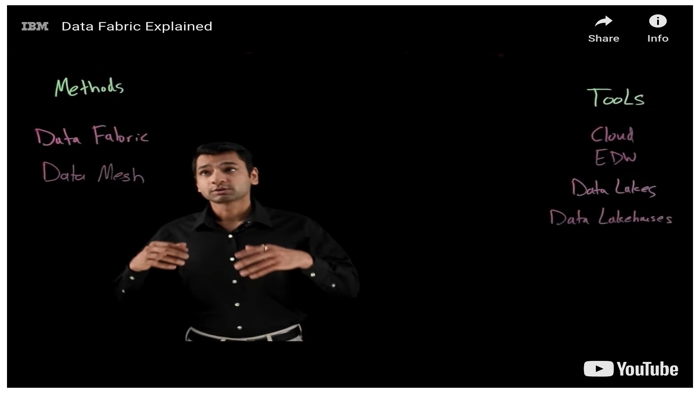 IBM Data Fabric Explained
Share
Info
Methods
Data Fabric
Data Mesh
Tools
Cloud
EDW
Data Lakes
Data Lakehouses
YouTube